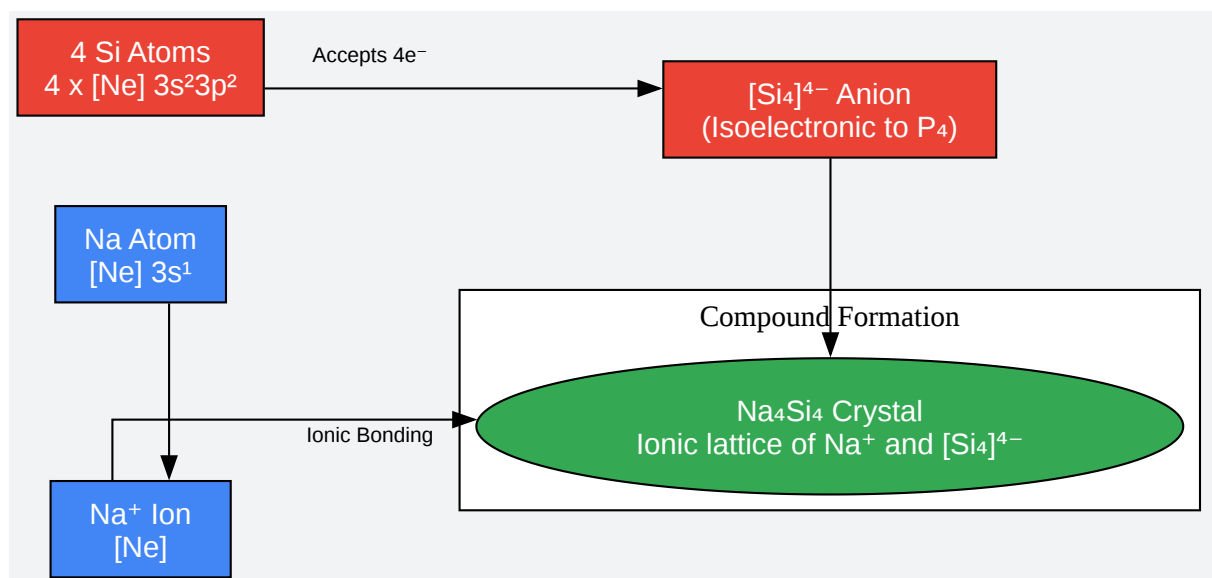 4 Si Atoms
4 x [Ne] 3s²3p²
Accepts 4e⁻
[Si₄]⁴⁻ Anion
(Isoelectronic to P₄)
Na Atom
[Ne] 3s¹
Compound Formation
Na₄Si₄ Crystal
Ionic lattice of Na⁺ and [Si₄]⁴⁻
Ionic Bonding
Na⁺ Ion
[Ne]